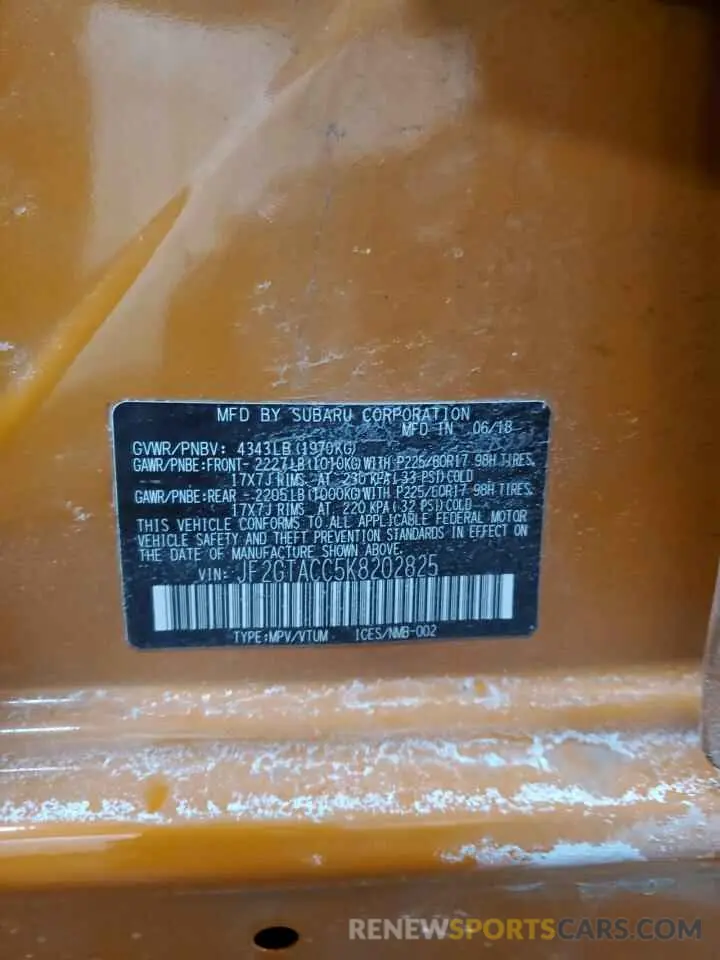 MFD BY SUBARU CORPORATION
MFD IN 06/18
GVWR/PNBV: 4343LB(1970KG)
GAWR/PNBE:FRONT- 2227LB(1010KG)WITH P225/60R17 98H TIRES,
17X7J RIMS AT 230 KPA( 33 PSI)COLD
GAWR/PNBE:REAR - 2205LB(1000KG)WITH P225/60R17 98H TIRES,
17X7J RIMS AT 220 KPA( 32 PSI)COLD
THIS VEHICLE CONFORMS TO ALL APPLICABLE FEDERAL MOTOR
VEHICLE SAFETY AND THEFT PREVENTION STANDARDS IN EFFECT ON
THE DATE OF MANUFACTURE SHOWN ABOVE.
VIN: JF2GTACC5K8202825
TYPE:MPV/VTUM ICES/NMB-002
RENEWSPORTSCARS.COM